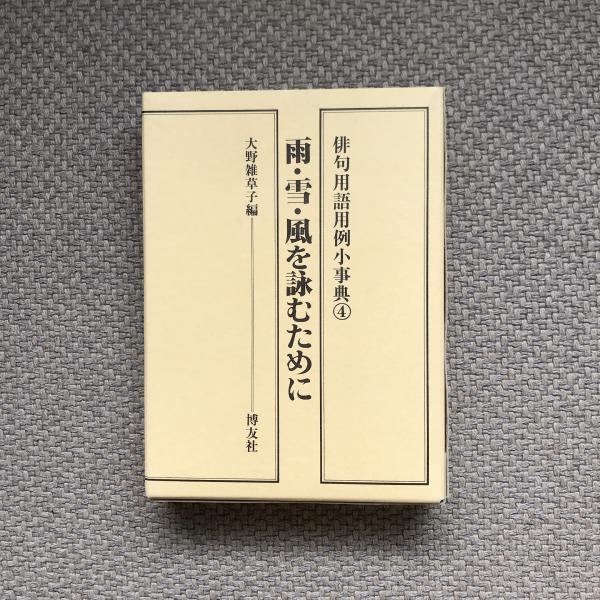 俳句用語用例小事典④
雨・雪・風を詠むために
大野雑草子編
博友社